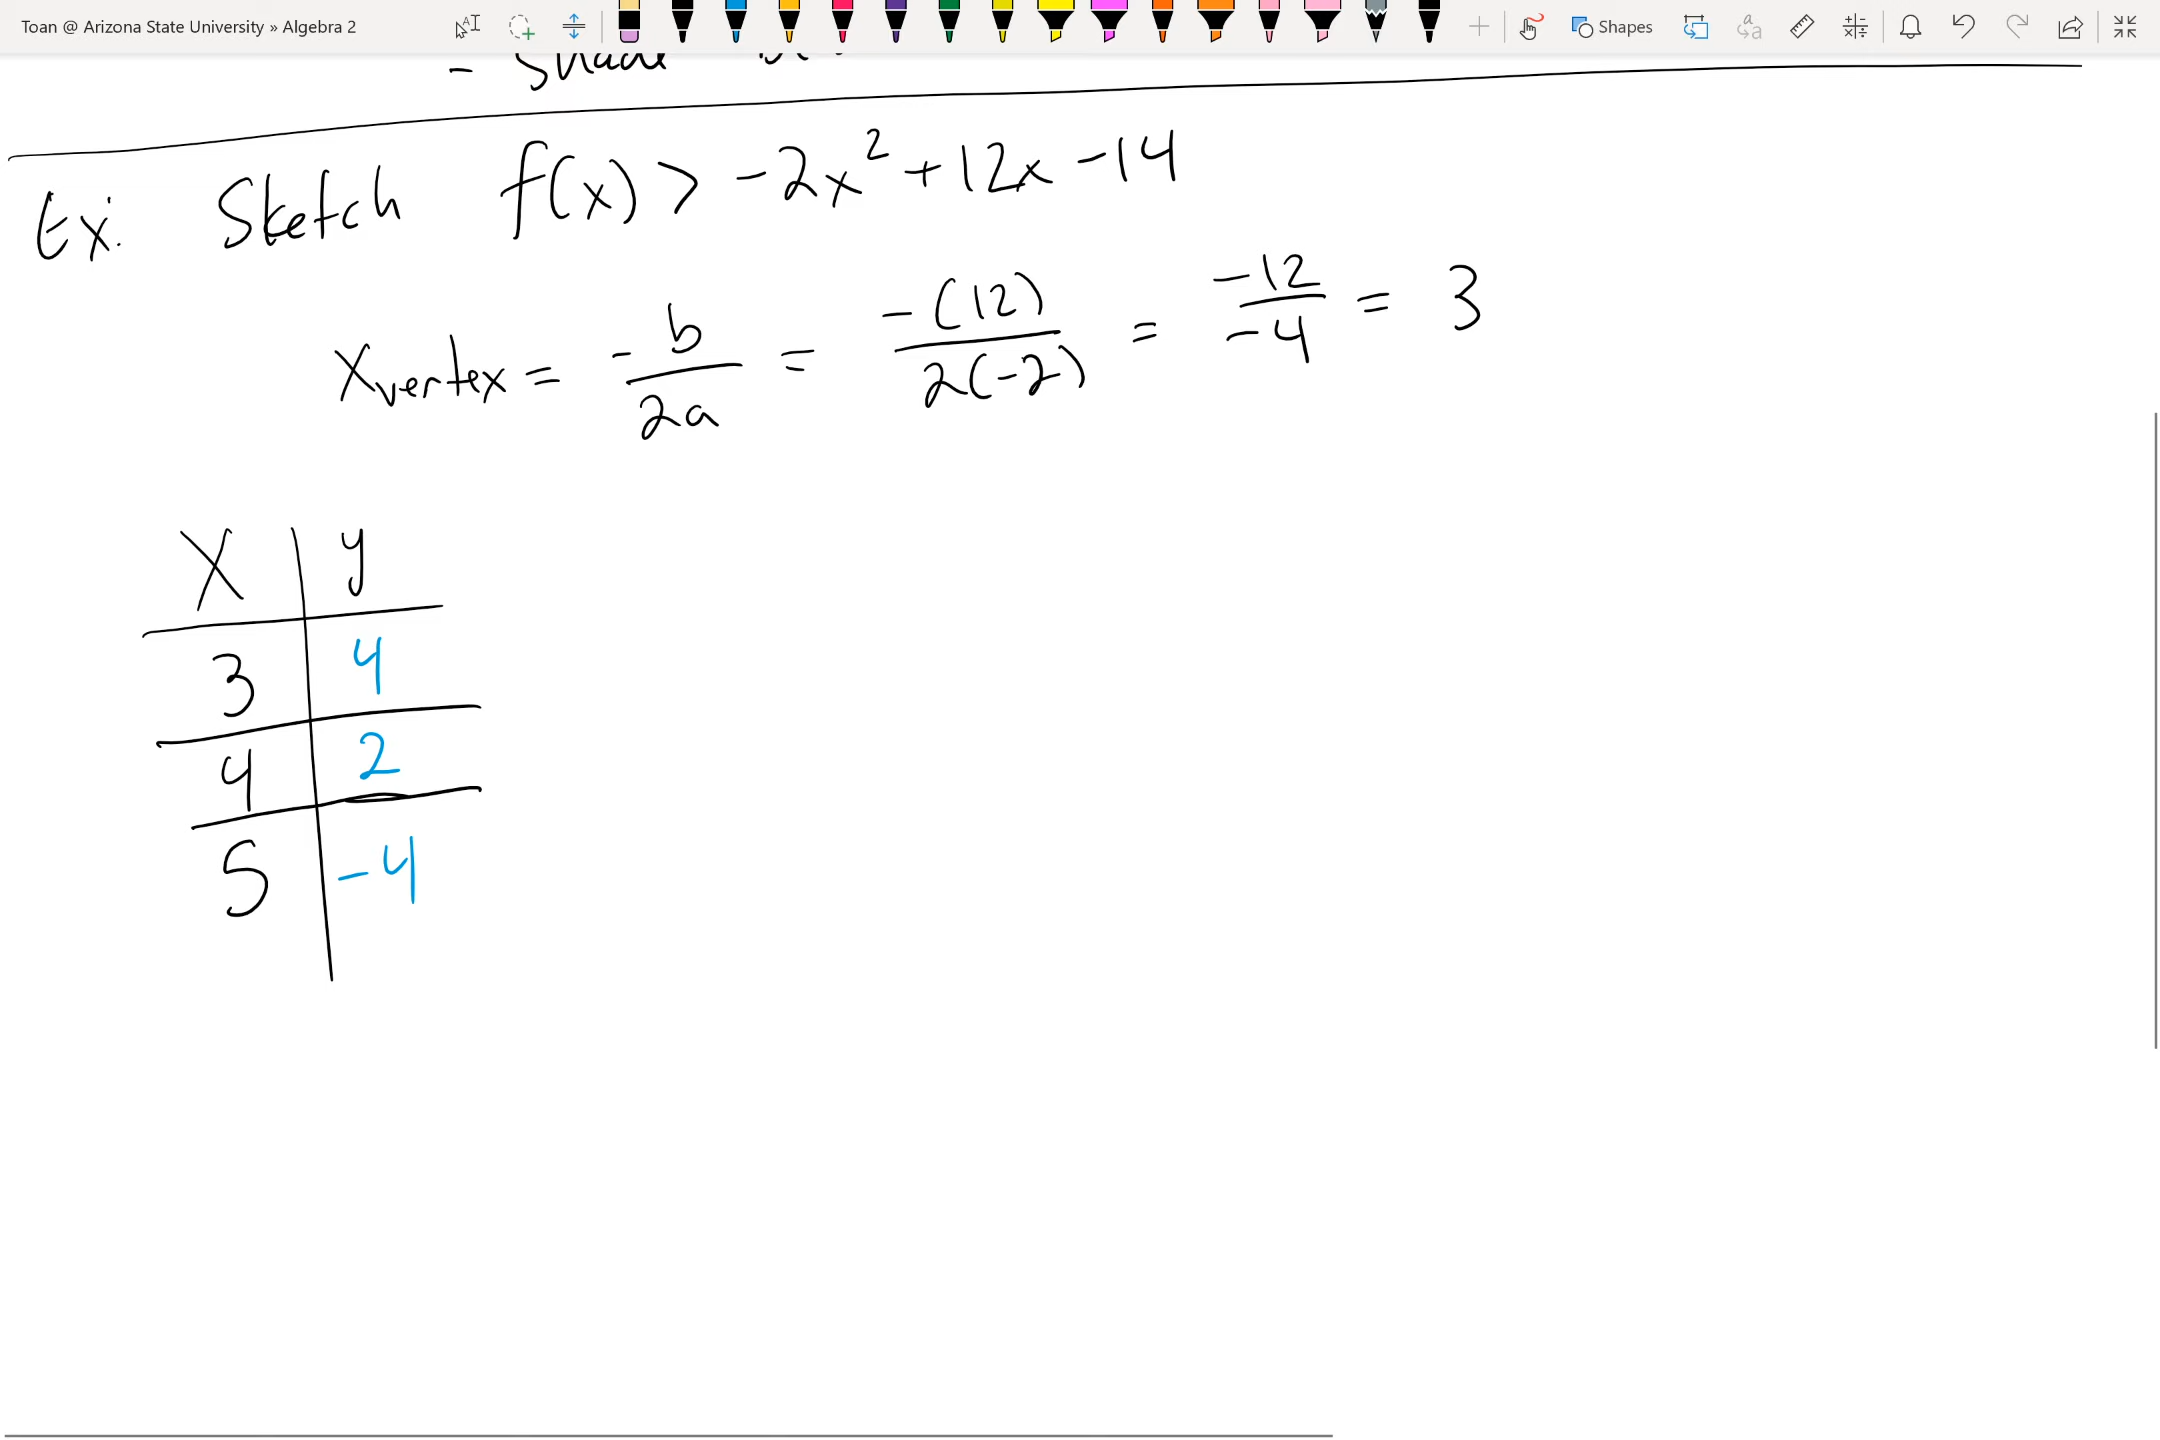 Toan @ Arizona State University » Algebra 2
Shapes
- Shade
Ex: Sketch f(x) > -2x² + 12x - 14
Xvertex = -b/2a = -(12)/2(-2) = -12/-4 = 3
X | y
3 | 4
4 | 2
5 | -4